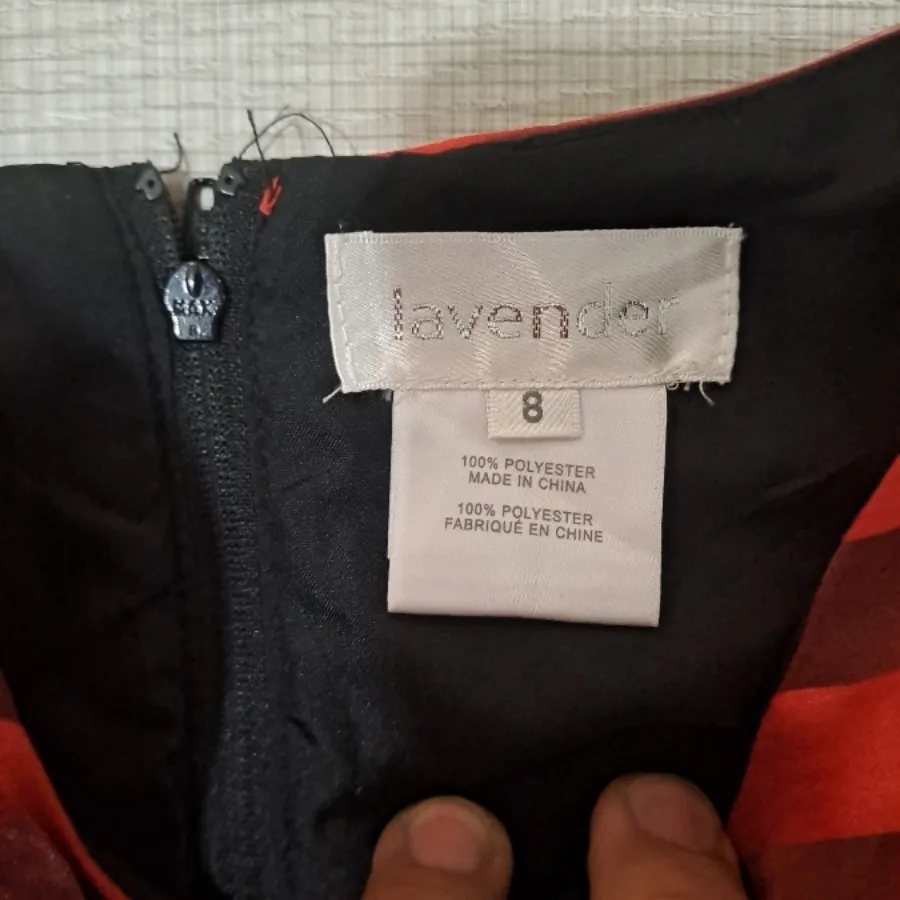 lavender
8
100% POLYESTER
MADE IN CHINA
100% POLYESTER
FABRIQUÉ EN CHINE